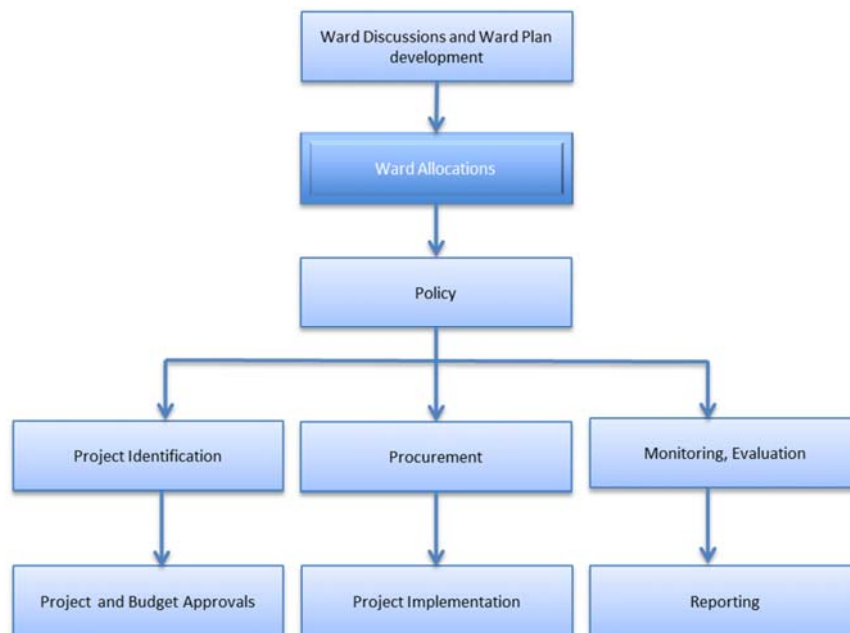 Ward Discussions and Ward Plan
development
Ward Allocations
Policy
Project Identification
Procurement
Monitoring, Evaluation
Project and Budget Approvals
Project Implementation
Reporting